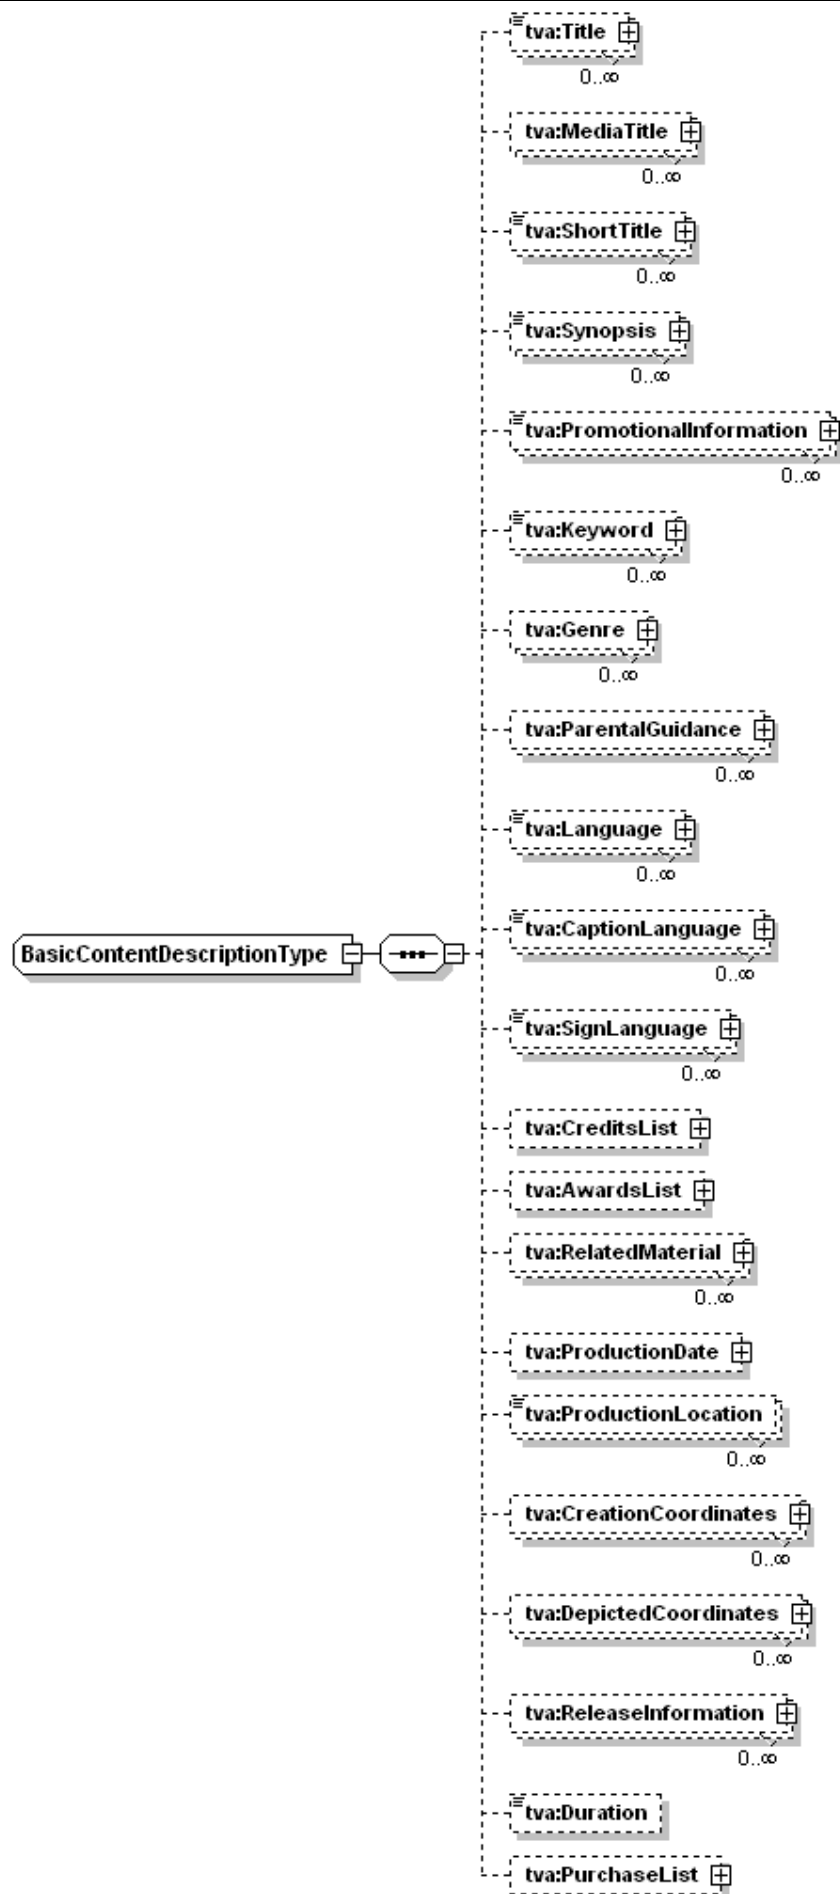 tva:Title
0..∞
tva:MediaTitle
0..∞
tva:ShortTitle
0..∞
tva:Synopsis
0..∞
tva:PromotionalInformation
0..∞
tva:Keyword
0..∞
tva:Genre
0..∞
tva:ParentalGuidance
0..∞
tva:Language
0..∞
tva:CaptionLanguage
0..∞
BasicContentDescriptionType
tva:SignLanguage
0..∞
tva:CreditsList
tva:AwardsList
tva:RelatedMaterial
0..∞
tva:ProductionDate
tva:ProductionLocation
0..∞
tva:CreationCoordinates
0..∞
tva:DepictedCoordinates
0..∞
tva:ReleaseInformation
0..∞
tva:Duration
tva:PurchaseList